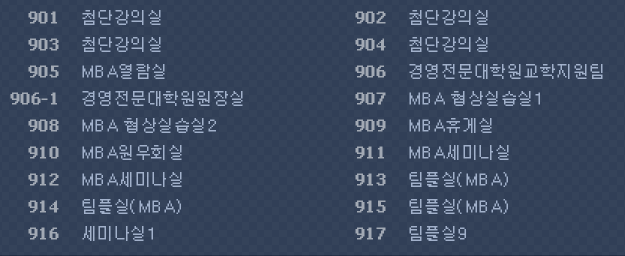 901 첨단강의실 902 첨단강의실
903 첨단강의실 904 첨단강의실
905 MBA열람실 906 경영전문대학원교학지원팀
906-1 경영전문대학원원장실 907 MBA 협상실습실1
908 MBA 협상실습실2 909 MBA휴게실
910 MBA원우회실 911 MBA세미나실
912 MBA세미나실 913 팀플실(MBA)
914 팀플실(MBA) 915 팀플실(MBA)
916 세미나실1 917 팀플실9